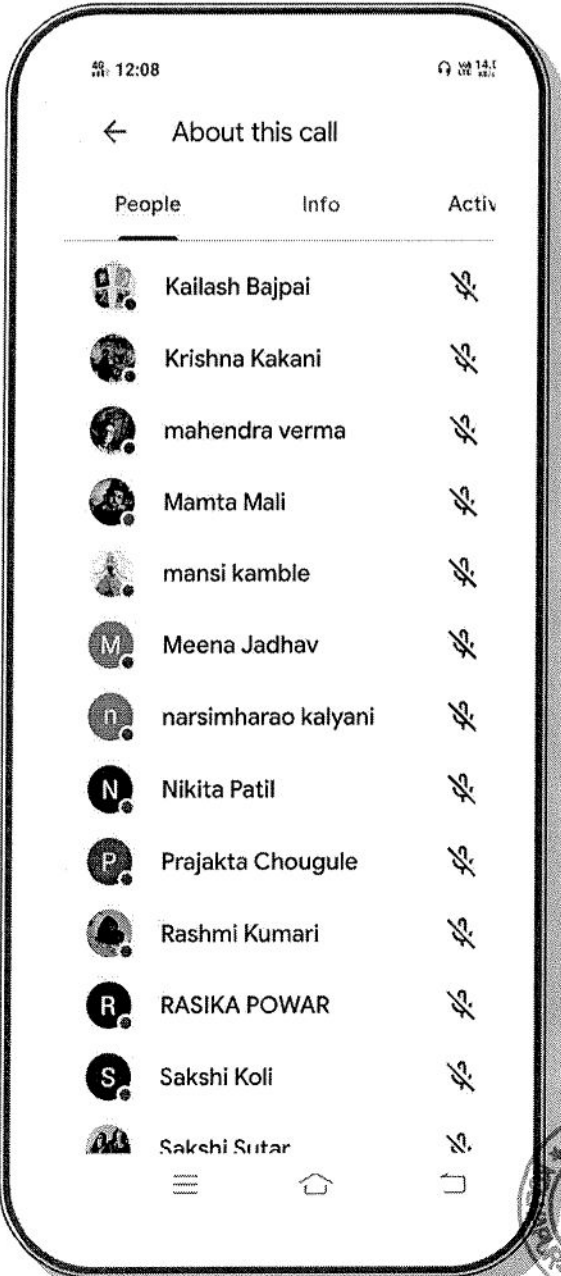 4G 12:08
About this call
People Info Activ
Kailash Bajpai
Krishna Kakani
mahendra verma
Mamta Mali
mansi kamble
M Meena Jadhav
n narsimharao kalyani
N Nikita Patil
P Prajakta Chougule
Rashmi Kumari
R RASIKA POWAR
S Sakshi Koli
Sakshi Sutar